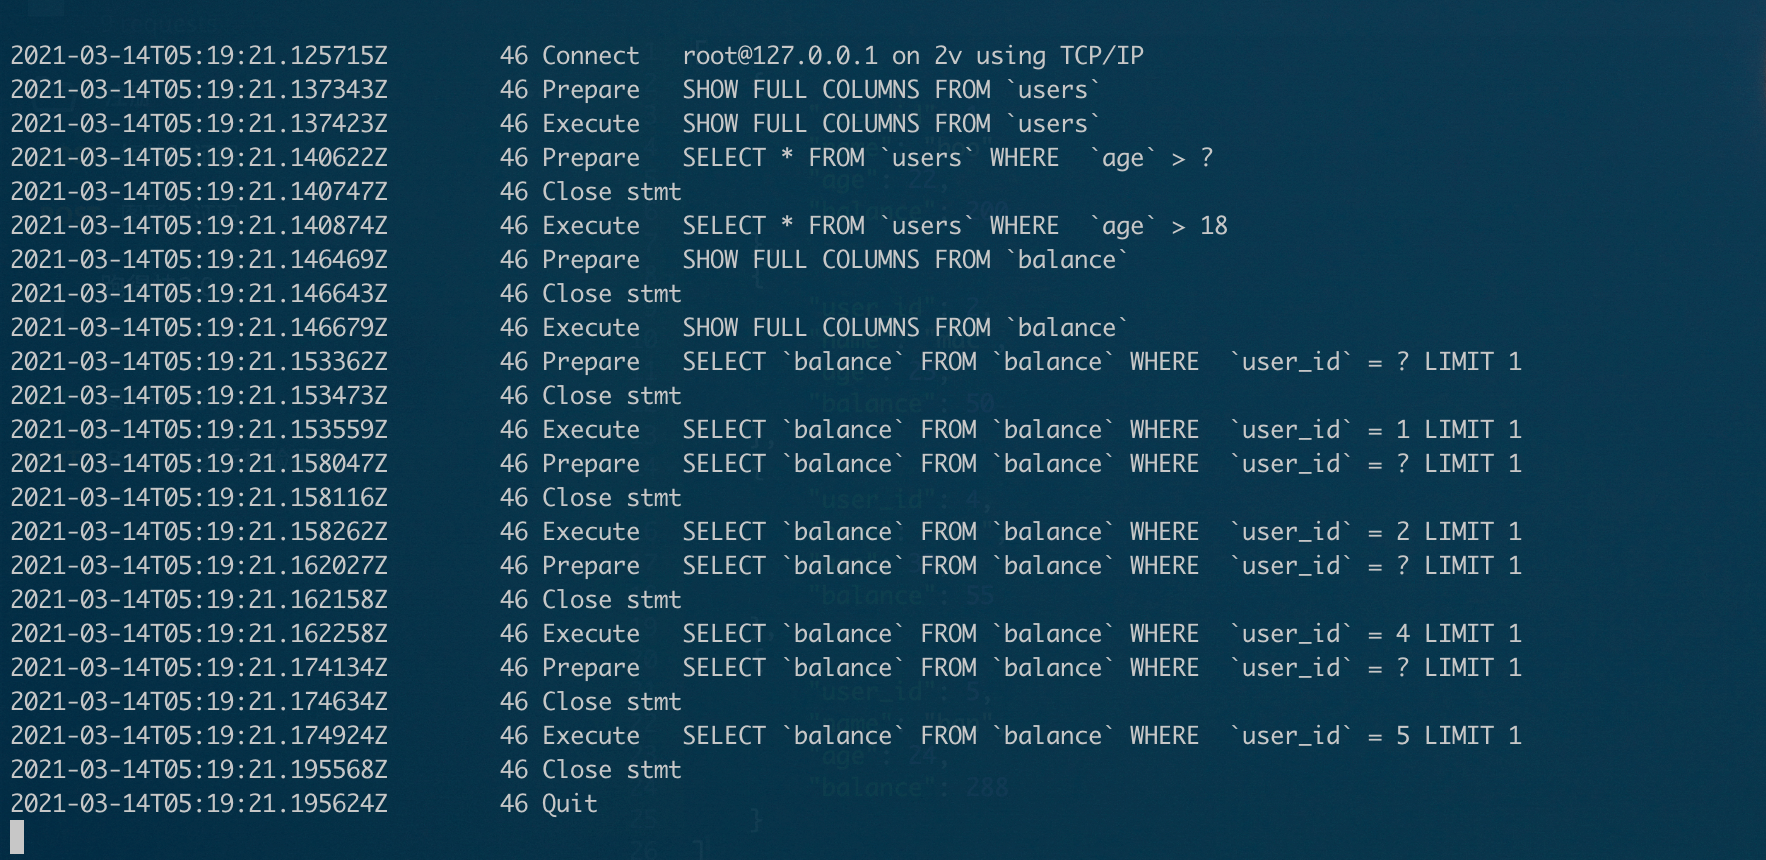 2021-03-14T05:19:21.125715Z        46 Connect   root@127.0.0.1 on 2v using TCP/IP
2021-03-14T05:19:21.137343Z        46 Prepare   SHOW FULL COLUMNS FROM `users`
2021-03-14T05:19:21.137423Z        46 Execute   SHOW FULL COLUMNS FROM `users`
2021-03-14T05:19:21.140622Z        46 Prepare   SELECT * FROM `users` WHERE  `age` > ?
2021-03-14T05:19:21.140747Z        46 Close stmt
2021-03-14T05:19:21.140874Z        46 Execute   SELECT * FROM `users` WHERE  `age` > 18
2021-03-14T05:19:21.146469Z        46 Prepare   SHOW FULL COLUMNS FROM `balance`
2021-03-14T05:19:21.146643Z        46 Close stmt
2021-03-14T05:19:21.146679Z        46 Execute   SHOW FULL COLUMNS FROM `balance`
2021-03-14T05:19:21.153362Z        46 Prepare   SELECT `balance` FROM `balance` WHERE  `user_id` = ? LIMIT 1
2021-03-14T05:19:21.153473Z        46 Close stmt
2021-03-14T05:19:21.153559Z        46 Execute   SELECT `balance` FROM `balance` WHERE  `user_id` = 1 LIMIT 1
2021-03-14T05:19:21.158047Z        46 Prepare   SELECT `balance` FROM `balance` WHERE  `user_id` = ? LIMIT 1
2021-03-14T05:19:21.158116Z        46 Close stmt
2021-03-14T05:19:21.158262Z        46 Execute   SELECT `balance` FROM `balance` WHERE  `user_id` = 2 LIMIT 1
2021-03-14T05:19:21.162027Z        46 Prepare   SELECT `balance` FROM `balance` WHERE  `user_id` = ? LIMIT 1
2021-03-14T05:19:21.162158Z        46 Close stmt
2021-03-14T05:19:21.162258Z        46 Execute   SELECT `balance` FROM `balance` WHERE  `user_id` = 4 LIMIT 1
2021-03-14T05:19:21.174134Z        46 Prepare   SELECT `balance` FROM `balance` WHERE  `user_id` = ? LIMIT 1
2021-03-14T05:19:21.174634Z        46 Close stmt
2021-03-14T05:19:21.174924Z        46 Execute   SELECT `balance` FROM `balance` WHERE  `user_id` = 5 LIMIT 1
2021-03-14T05:19:21.195568Z        46 Close stmt
2021-03-14T05:19:21.195624Z        46 Quit